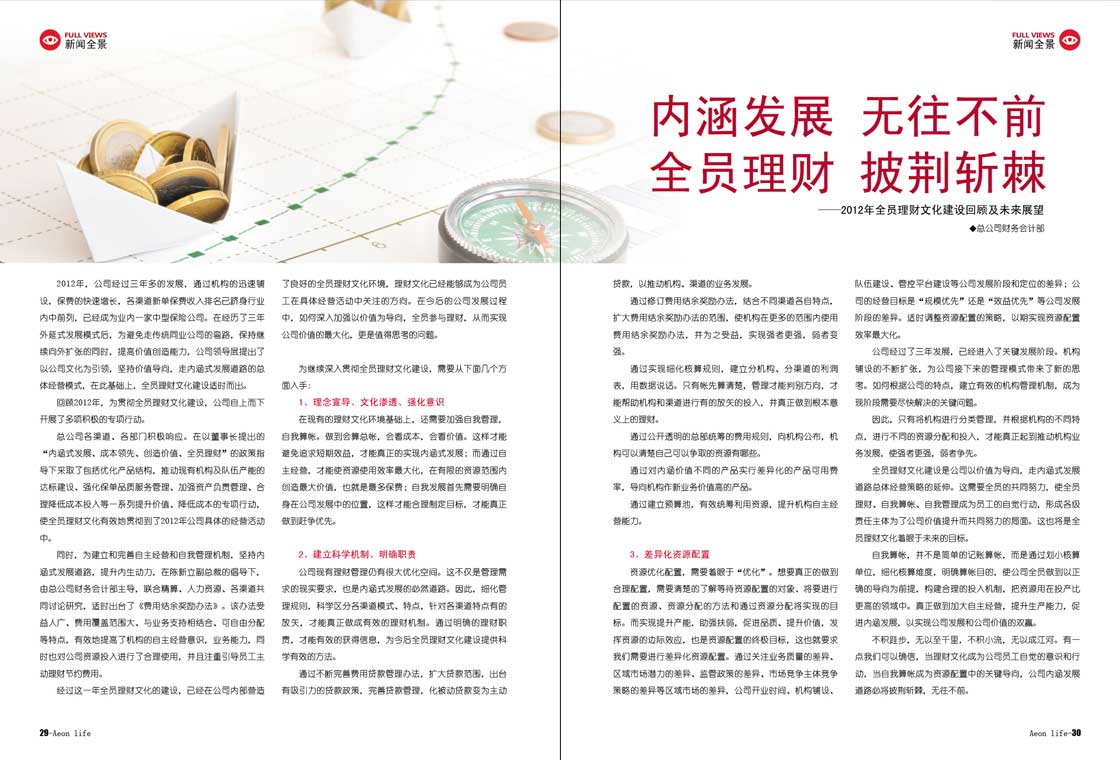 FULL VIEWS
新闻全景
FULL VIEWS
新闻全景
内涵发展 无往不前
全员理财 披荆斩棘
——2012年全员理财文化建设回顾及未来展望
◆总公司财务会计部
2012年，公司经过三年多的发展，通过机构的迅速铺
设，保费的快速增长，各渠道新单保费收入排名已跻身行业
内中前列，已经成为业内一家中型保险公司。在经历了三年
外延式发展模式后，为避免走传统同业公司的弯路，保持继
续向外扩张的同时，提高价值创造能力，公司领导层提出了
以公司文化为引领，坚持价值导向，走内涵式发展道路的总
体经营模式，在此基础上，全员理财文化建设适时而出。
回顾2012年，为贯彻全员理财文化建设，公司自上而下
开展了多项积极的专项行动。
总公司各渠道、各部门积极响应。在以董事长提出的
“内涵式发展、成本领先、创造价值、全员理财”的政策指
导下采取了包括优化产品结构，推动现有机构及队伍产能的
达标建设、强化保单品质服务管理，加强资产负责管理、合
理降低成本投入等一系列提升价值，降低成本的专项行动，
使全员理财文化有效地贯彻到了2012年公司具体的经营活动
中。
同时，为建立和完善自主经营和自我管理机制，坚持内
涵式发展道路，提升内生动力，在陈新立副总裁的倡导下，
由总公司财务会计部主导，联合精算、人力资源、各渠道共
同讨论研究，适时出台了《费用结余奖励办法》。该办法受
益人广、费用覆盖范围大、与业务支持相结合、可自由分配
等特点，有效地提高了机构的自主经营意识，业务能力，同
时也对公司资源投入进行了合理使用，并且注重引导员工主
动理财节约费用。
经过这一年全员理财文化的建设，已经在公司内部营造
了良好的全员理财文化环境，理财文化已经能够成为公司员
工在具体经营活动中关注的方向。在今后的公司发展过程
中，如何深入加强以价值为导向，全员参与理财，从而实现
公司价值的最大化，更是值得思考的问题。
为继续深入贯彻全员理财文化建设，需要从下面几个方
面入手：
1、理念宣导、文化渗透、强化意识
在现有的理财文化环境基础上，还需要加强自我管理，
自我算帐。做到会算总帐，会看成本，会看价值。这样才能
避免追求短期效益，才能真正的实现内涵式发展；而通过自
主经营，才能使资源使用效率最大化，在有限的资源范围内
创造最大价值，也就是最多保费；自我发展首先需要明确自
身在公司发展中的位置，这样才能合理制定目标，才能真正
做到赶争优先。
2、建立科学机制、明确职责
公司现有理财管理仍有很大优化空间。这不仅是管理需
求的现实要求，也是内涵式发展的必然道路。因此，细化管
理规则，科学区分各渠道模式、特点，针对各渠道特点有的
放矢，才能真正做成有效的理财机制。通过明确的理财职
责，才能有效的获得信息，为今后全员理财文化建设提供科
学有效的方法。
通过不断完善费用贷款管理办法，扩大贷款范围，出台
有吸引力的贷款政策，完善贷款管理，化被动贷款变为主动
贷款，以推动机构、渠道的业务发展。
通过修订费用结余奖励办法，结合不同渠道各自特点，
扩大费用结余奖励办法的范围，使机构在更多的范围内使用
费用结余奖励办法，并为之受益，实现强者更强，弱者变
强。
通过实现细化核算规则，建立分机构、分渠道的利润
表，用数据说话。只有帐先算清楚，管理才能判别方向，才
能帮助机构和渠道进行有的放矢的投入，并真正做到根本意
义上的理财。
通过公开透明的总部统筹的费用规则，向机构公布，机
构可以清楚自己可以争取的资源有哪些。
通过对内涵价值不同的产品实行差异化的产品可用费
率，导向机构作新业务价值高的产品。
通过建立预算池，有效统筹利用资源，提升机构自主经
营能力。
3、差异化资源配置
资源优化配置，需要着眼于“优化”。想要真正的做到
合理配置，需要清楚的了解等待资源配置的对象，将要进行
配置的资源、资源分配的方法和通过资源分配将实现的目
标。而实现提升产能，助强扶弱，促进品质、提升价值，发
挥资源的边际效应，也是资源配置的终极目标，这也就要求
我们需要进行差异化资源配置。通过关注业务质量的差异、
区域市场潜力的差异、监管政策的差异、市场竞争主体竞争
策略的差异等区域市场的差异，公司开业时间、机构铺设、
队伍建设、管控平台建设等公司发展阶段和定位的差异；公
司的经营目标是“规模优先”还是“效益优先”等公司发展
阶段的差异。适时调整资源配置的策略，以期实现资源配置
效率最大化。
公司经过了三年发展，已经进入了关键发展阶段。机构
铺设的不断扩张，为公司接下来的管理模式带来了新的思
考。如何根据公司的特点，建立有效的机构管理机制，成为
现阶段需要尽快解决的关键问题。
因此，只有将机构进行分类管理，并根据机构的不同特
点，进行不同的资源分配和投入，才能真正起到推动机构业
务发展，使强者更强，弱者争先。
全员理财文化建设是公司以价值为导向，走内涵式发展
道路总体经营策略的延伸。这需要全员的共同努力，使全员
理财、自我算帐、自我管理成为员工的自觉行动，形成各级
责任主体为了公司价值提升而共同努力的局面。这也将是全
员理财文化着眼于未来的目标。
自我算帐，并不是简单的记账算帐，而是通过划小核算
单位，细化核算维度，明确算帐目的，使公司全员做到以正
确的导向为前提，构建合理的投入机制，把资源用在投产比
更高的领域中。真正做到加大自主经营，提升生产能力，促
进内涵发展，以实现公司发展和公司价值的双赢。
不积跬步，无以至千里，不积小流，无以成江河。有一
点我们可以确信，当理财文化成为公司员工自觉的意识和行
动，当自我算帐成为资源配置中的关键导向，公司内涵发展
道路必将披荆斩棘，无往不前。
29-Aeon life
Aeon life-30